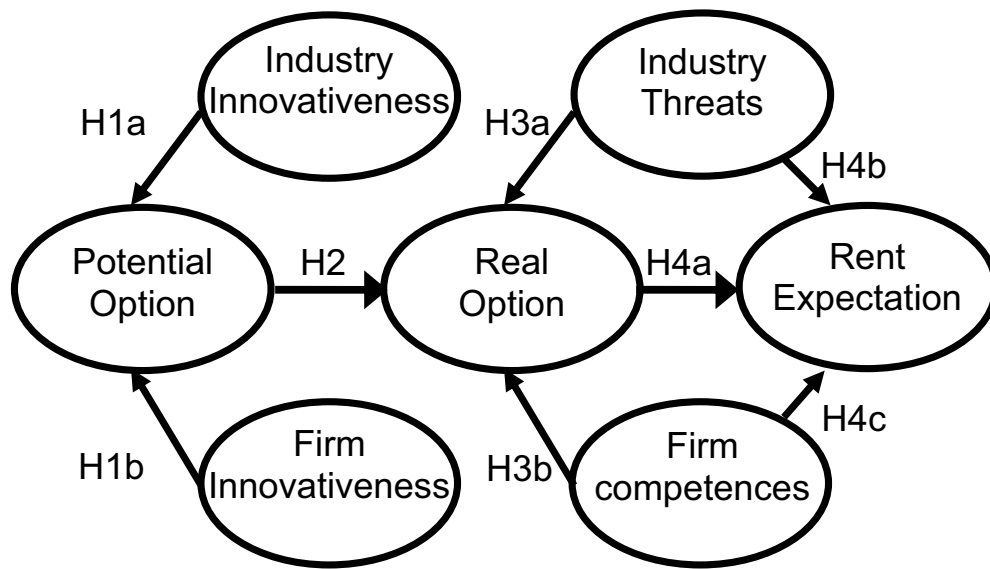 Industry
Innovativeness
Industry
Threats
H1a
H3a
H4b
Potential
Option
H2
Real
Option
H4a
Rent
Expectation
H1b
Firm
Innovativeness
H3b
Firm
competences
H4c